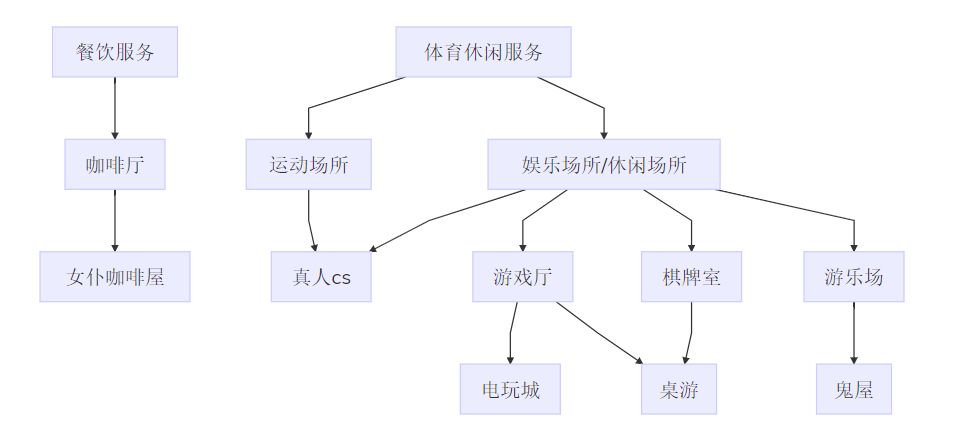 餐饮服务
体育休闲服务
咖啡厅
运动场所
娱乐场所/休闲场所
女仆咖啡屋
真人cs
游戏厅
棋牌室
游乐场
电玩城
桌游
鬼屋